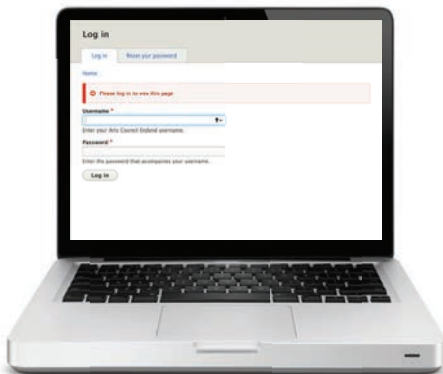 Log in
Log in
Reset your password
Home
Please log in to view this page
Username *
Enter your Arts Council England username.
Password *
Enter the password that accompanies your username.
Log in